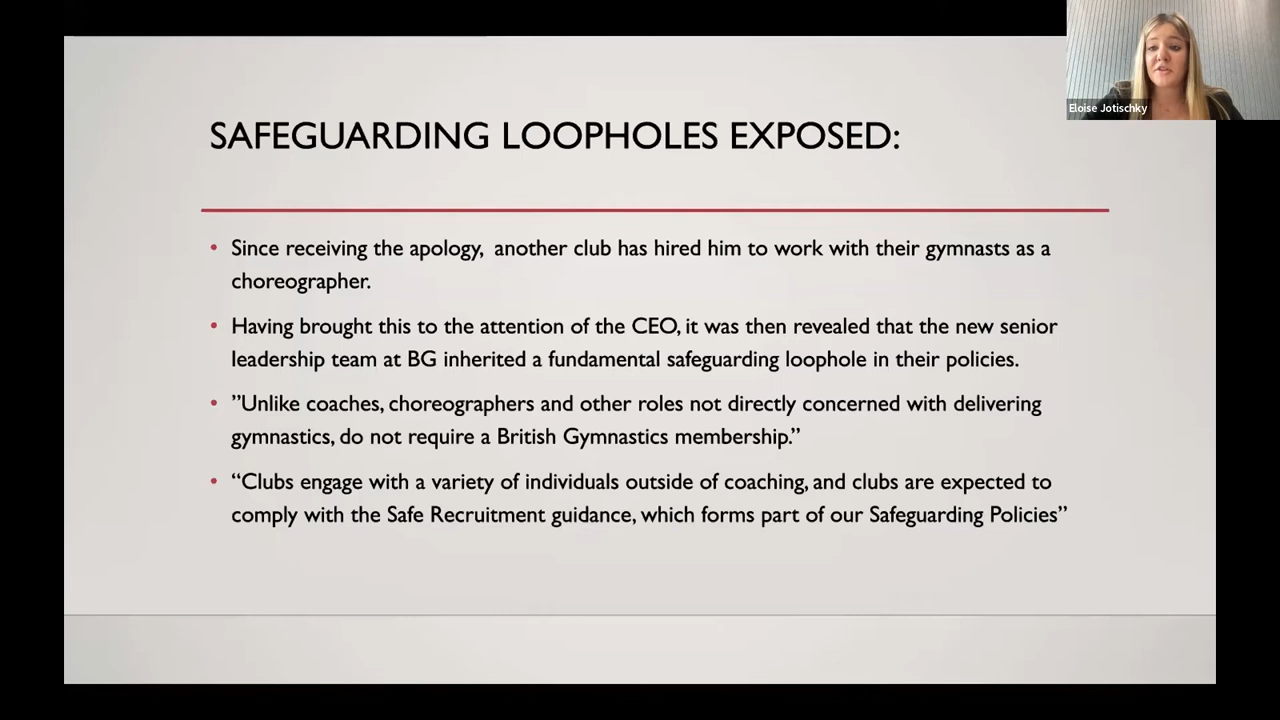 Eloise Jotischky
SAFEGUARDING LOOPHOLES EXPOSED:
• Since receiving the apology,  another club has hired him to work with their gymnasts as a
choreographer.
• Having brought this to the attention of the CEO, it was then revealed that the new senior
leadership team at BG inherited a fundamental safeguarding loophole in their policies.
• ”Unlike coaches, choreographers and other roles not directly concerned with delivering
gymnastics, do not require a British Gymnastics membership.”
• “Clubs engage with a variety of individuals outside of coaching, and clubs are expected to
comply with the Safe Recruitment guidance, which forms part of our Safeguarding Policies”